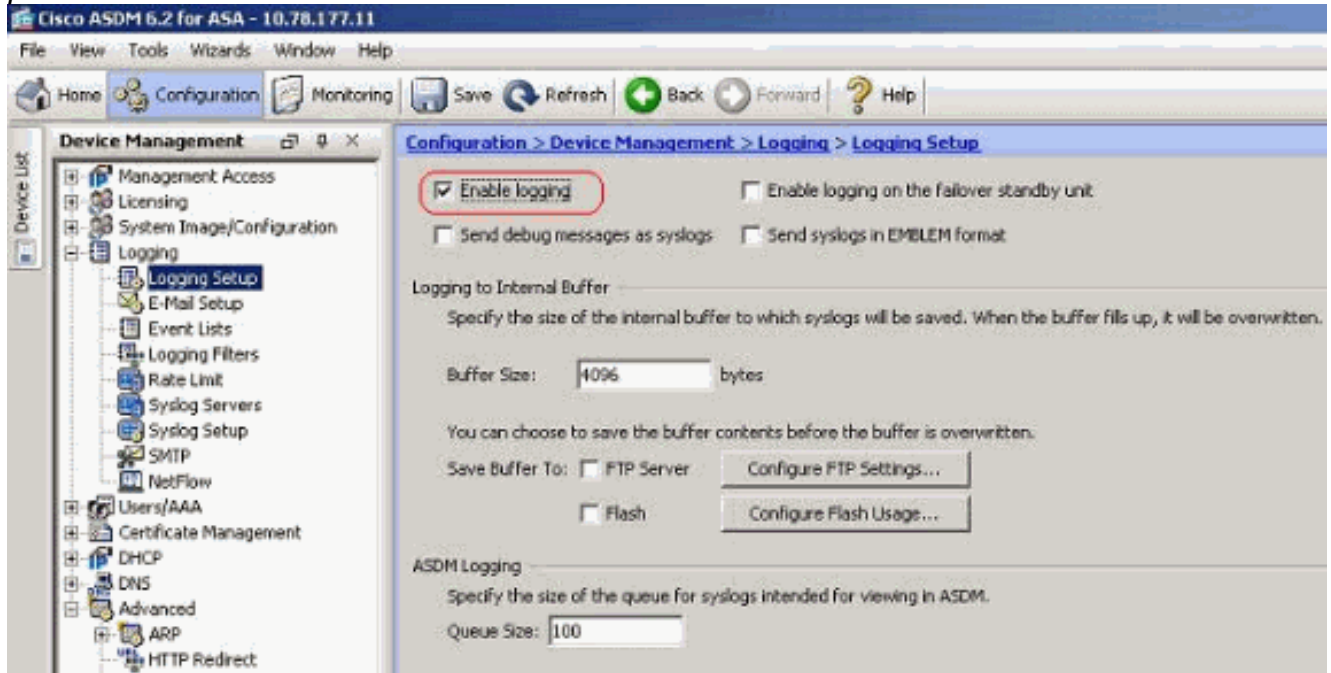 Cisco ASDM 6.2 for ASA - 10.78.177.11
File View Tools Wizards Window Help
Home Configuration Monitoring Save Refresh Back Forward Help
Device List
Device Management
Management Access
Licensing
System Image/Configuration
Logging
Logging Setup
E-Mail Setup
Event Lists
Logging Filters
Rate Limit
Syslog Servers
Syslog Setup
SMTP
NetFlow
Users/AAA
Certificate Management
DHCP
DNS
Advanced
ARP
HTTP Redirect
Configuration > Device Management > Logging > Logging Setup
Enable logging Enable logging on the failover standby unit
Send debug messages as syslogs Send syslogs in EMBLEM format
Logging to Internal Buffer
Specify the size of the internal buffer to which syslogs will be saved. When the buffer fills up, it will be overwritten.
Buffer Size: 4096 bytes
You can choose to save the buffer contents before the buffer is overwritten.
Save Buffer To: FTP Server Configure FTP Settings...
Flash Configure Flash Usage...
ASDM Logging
Specify the size of the queue for syslogs intended for viewing in ASDM.
Queue Size: 100